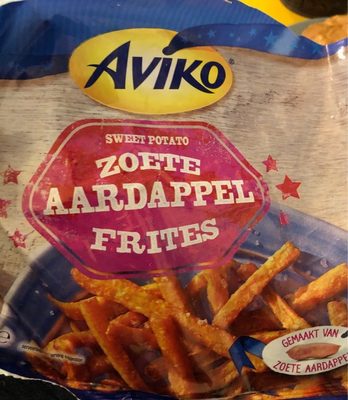 AVIKO
SWEET POTATO
ZOETE
AARDAPPEL
FRITES
GEMAAKT VAN
ZOETE AARDAPPEL